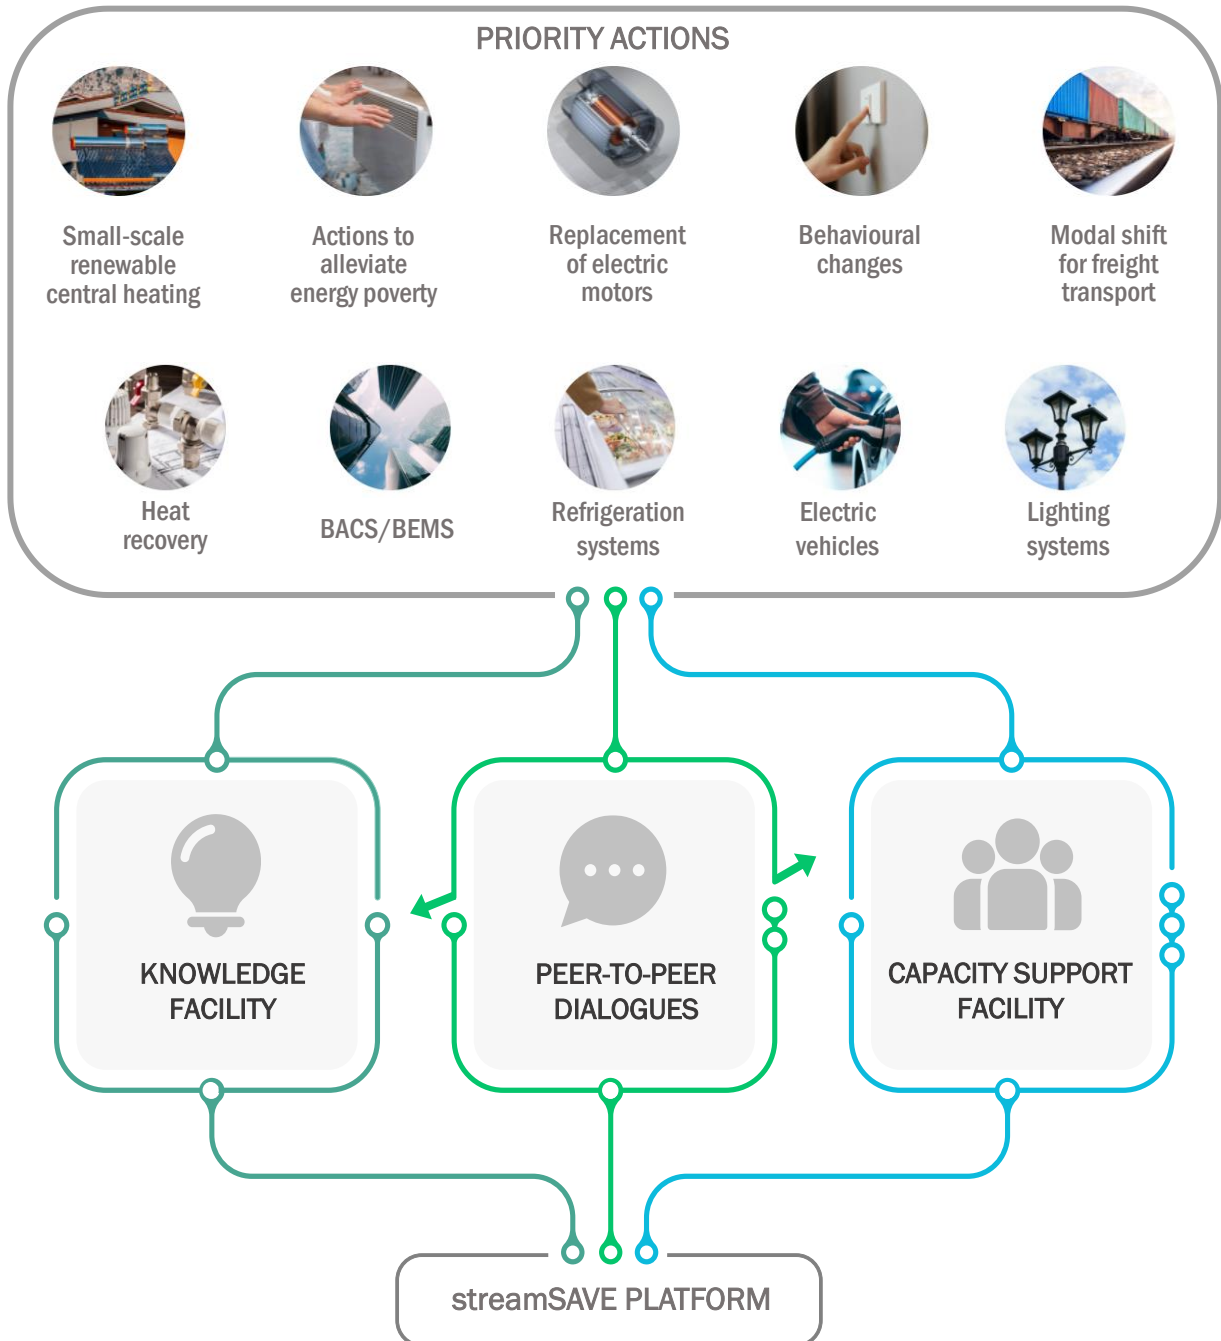 PRIORITY ACTIONS
Small-scale
renewable
central heating
Actions to
alleviate
energy poverty
Replacement
of electric
motors
Behavioural
changes
Modal shift
for freight
transport
Heat
recovery
BACS/BEMS
Refrigeration
systems
Electric
vehicles
Lighting
systems
KNOWLEDGE
FACILITY
PEER-TO-PEER
DIALOGUES
CAPACITY SUPPORT
FACILITY
streamSAVE PLATFORM